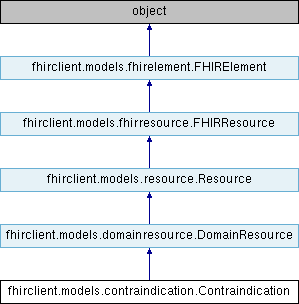 object
fhirclient.models.fhirelement.FHIRElement
fhirclient.models.fhirresource.FHIRResource
fhirclient.models.resource.Resource
fhirclient.models.domainresource.DomainResource
fhirclient.models.contraindication.Contraindication